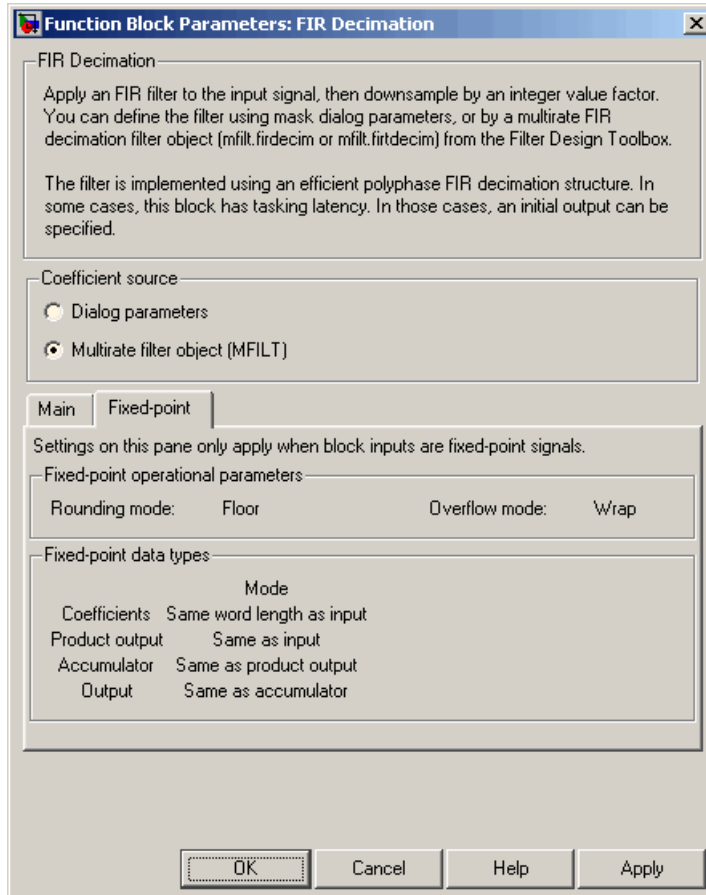 Function Block Parameters: FIR Decimation
FIR Decimation
Apply an FIR filter to the input signal, then downsample by an integer value factor.
You can define the filter using mask dialog parameters, or by a multirate FIR
decimation filter object (mfilt.firdecim or mfilt.firtdecim) from the Filter Design Toolbox.
The filter is implemented using an efficient polyphase FIR decimation structure. In
some cases, this block has tasking latency. In those cases, an initial output can be
specified.
Coefficient source
Dialog parameters
Multirate filter object (MFILT)
Main Fixed-point
Settings on this pane only apply when block inputs are fixed-point signals.
Fixed-point operational parameters
Rounding mode: Floor Overflow mode: Wrap
Fixed-point data types
Mode
Coefficients Same word length as input
Product output Same as input
Accumulator Same as product output
Output Same as accumulator
OK Cancel Help Apply